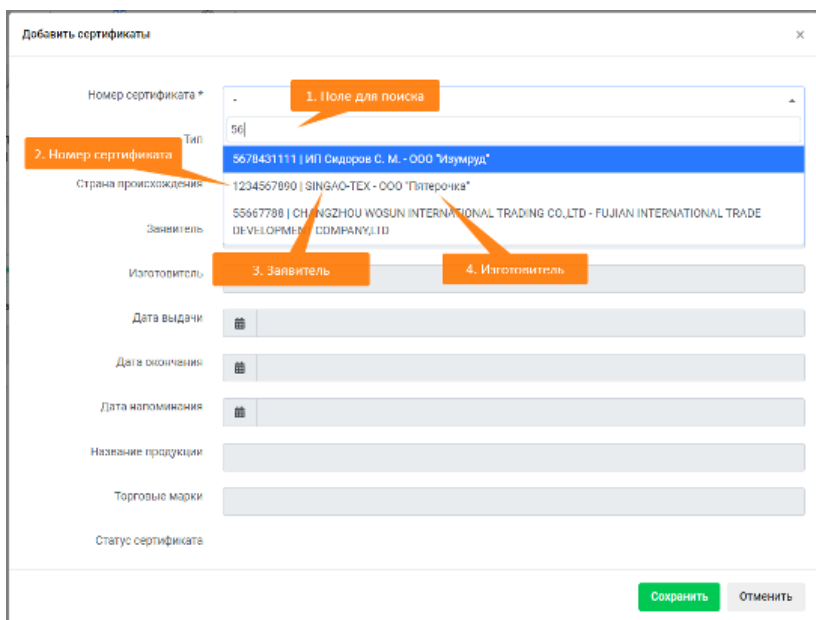 Добавить сертификаты
×
Номер сертификата *
-
1. Поле для поиска
56
Тип
5678431111 | ИП Сидоров С. М. - ООО "Изумруд"
2. Номер сертификата
1234567890 | SINGAO-TEX - ООО "Пятерочка"
Страна происхождения
55667788 | CHANGZHOU WOSUN INTERNATIONAL TRADING CO.,LTD - FUJIAN INTERNATIONAL TRADE
DEVELOPMENT COMPANY,LTD
Заявитель
3. Заявитель
4. Изготовитель
Изготовитель
Дата выдачи
Дата окончания
Дата напоминания
Название продукции
Торговые марки
Статус сертификата
Сохранить
Отменить